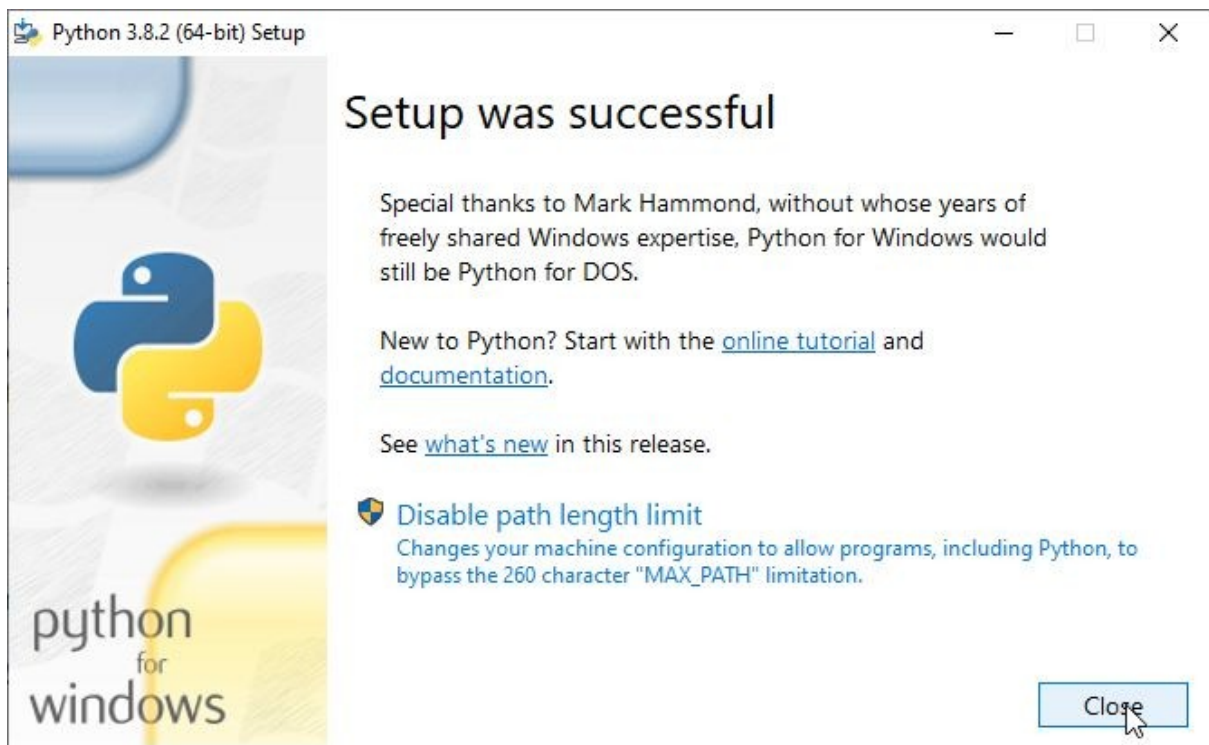 Python 3.8.2 (64-bit) Setup
Setup was successful
Special thanks to Mark Hammond, without whose years of
freely shared Windows expertise, Python for Windows would
still be Python for DOS.
New to Python? Start with the online tutorial and
documentation.
See what's new in this release.
Disable path length limit
Changes your machine configuration to allow programs, including Python, to
bypass the 260 character "MAX_PATH" limitation.
python
for
windows
Close